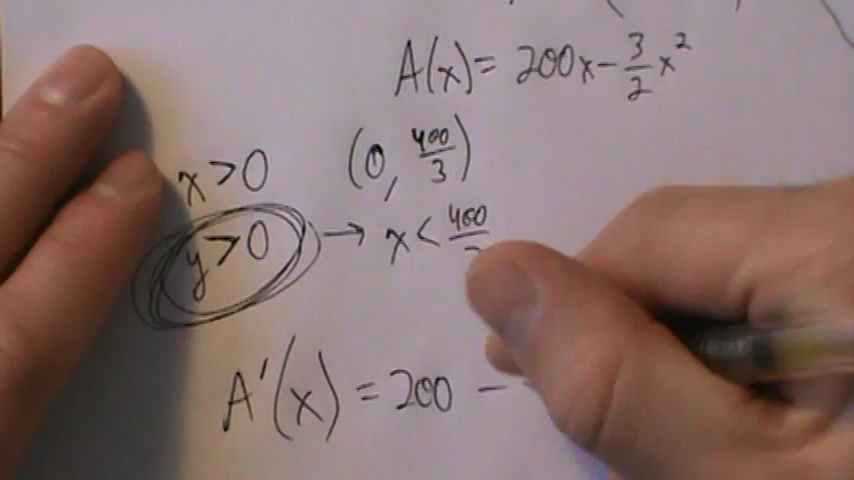 A(x) = 200x - 3/2 x²
x > 0 (0, 400/3)
y > 0 → x < 400
A'(x) = 200 -